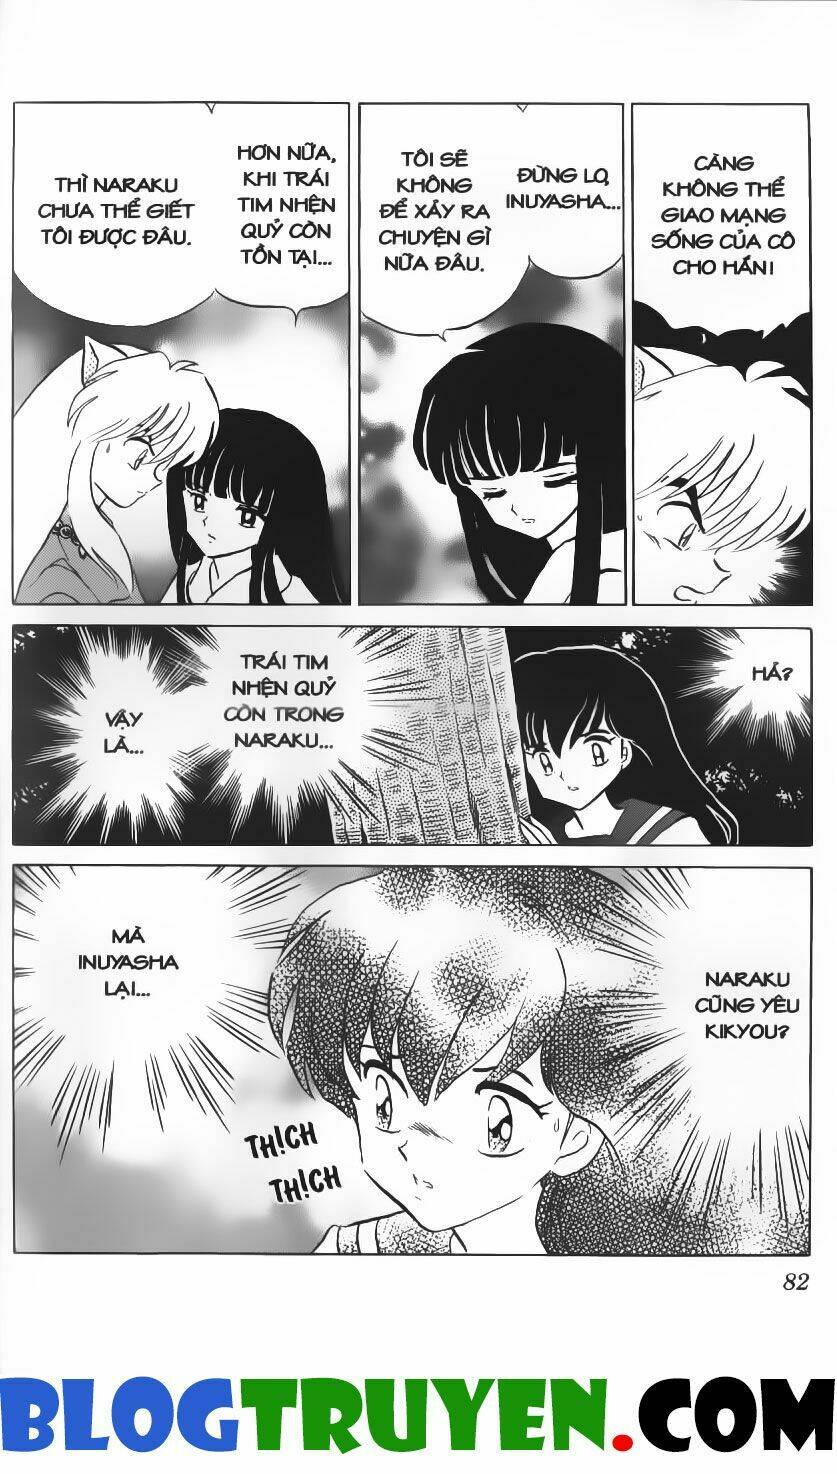 CÀNG
KHÔNG THỂ
GIAO MẠNG
SỐNG CỦA CÔ
CHO HẮN!
ĐỪNG LO,
INUYASHA...
TÔI SẼ
KHÔNG
ĐỂ XẢY RA
CHUYỆN GÌ
NỮA ĐÂU.
HƠN NỮA,
KHI TRÁI
TIM NHỆN
QUỶ CÒN
TỒN TẠI...
THÌ NARAKU
CHƯA THỂ GIẾT
TÔI ĐƯỢC ĐÂU.
HẢ?
TRÁI TIM
NHỆN QUỶ
CÒN TRONG
NARAKU...
VẬY
LÀ...
NARAKU
CŨNG YÊU
KIKYOU?
MÀ
INUYASHA
LẠI...
THỊCH
THỊCH
82
BLOGTRUYEN.COM